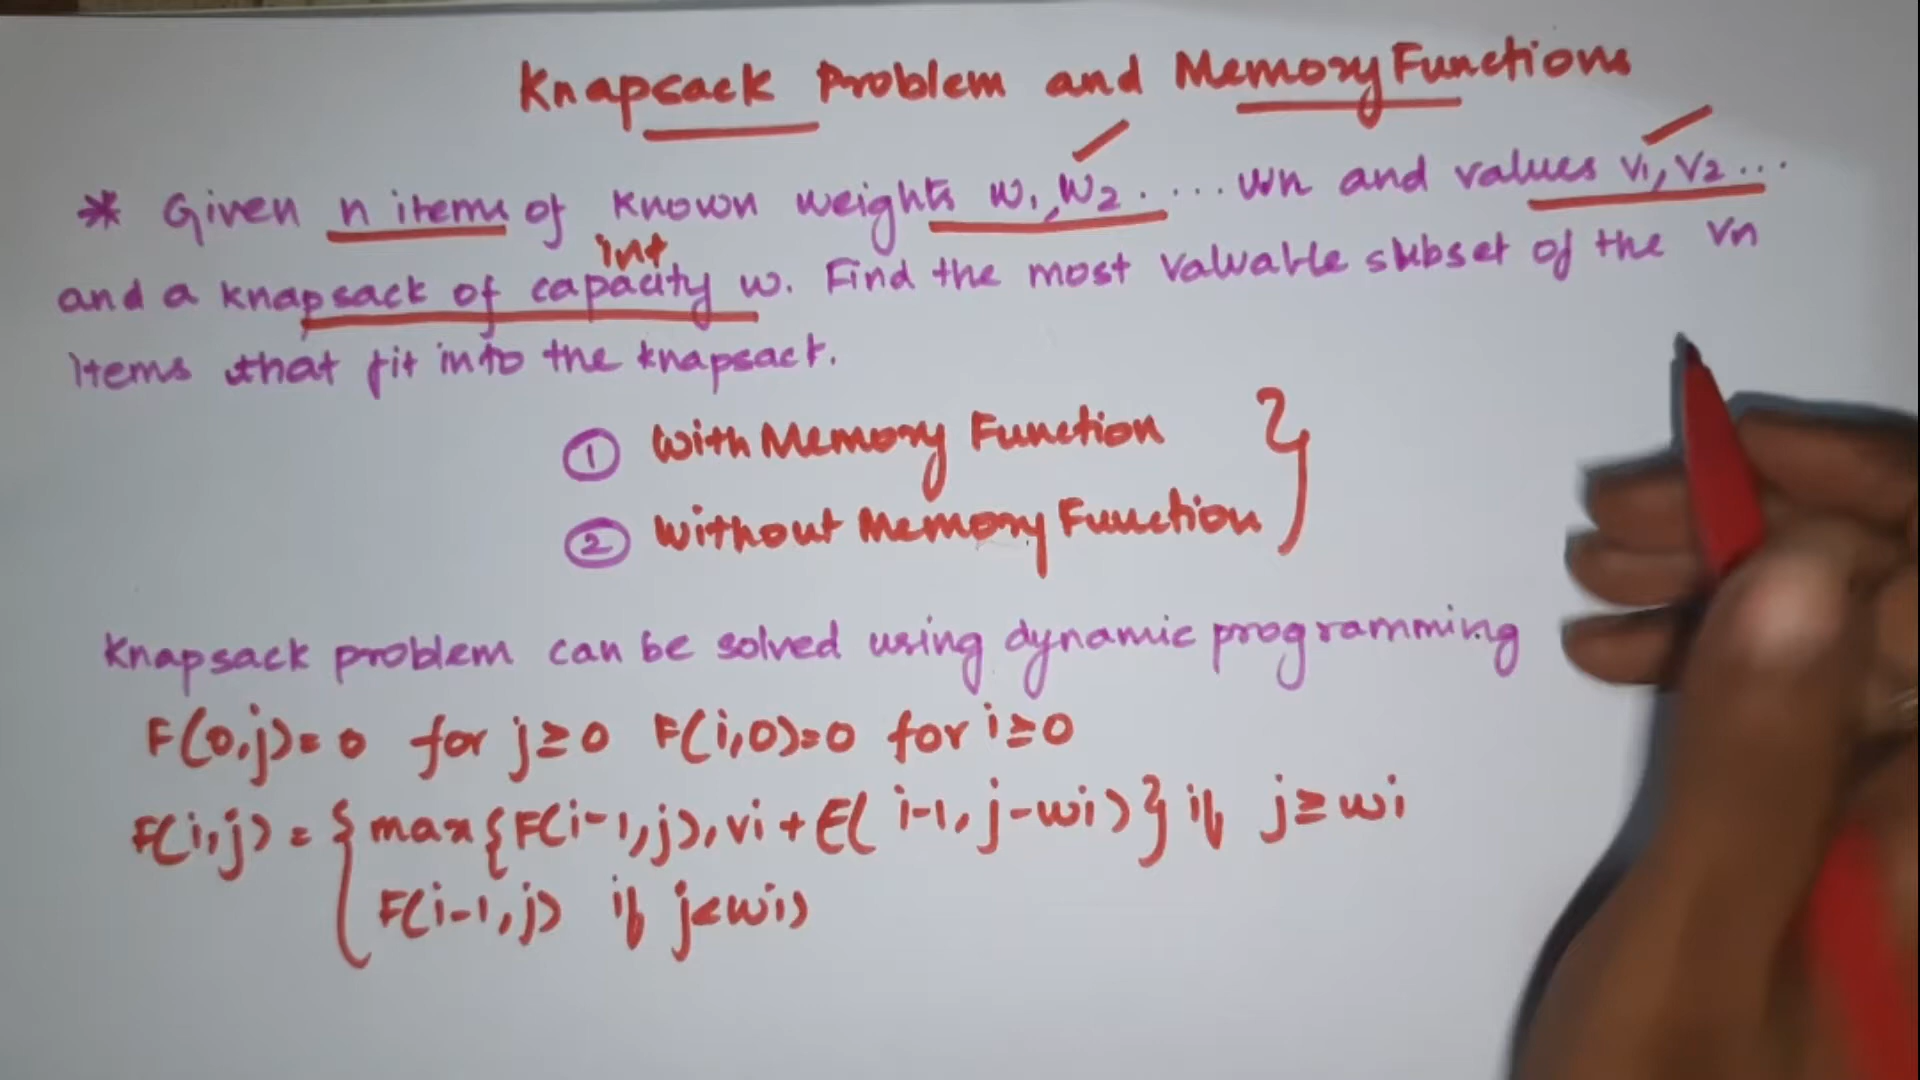 Knapsack Problem and Memory Functions
* Given n items of known weights w1, w2.....wn and values v1, v2... vn
int
and a knapsack of capacity w. Find the most valuable subset of the
items that fit into the knapsack.
① With Memory Function
② Without Memory Function
Knapsack problem can be solved using dynamic programming
F(0,j)=0 for j≥0 F(i,0)=0 for i≥0
F(i,j) = { max{F(i-1,j), vi + F( i-1, j-wi)} if j≥wi
F(i-1,j) if j<wi)